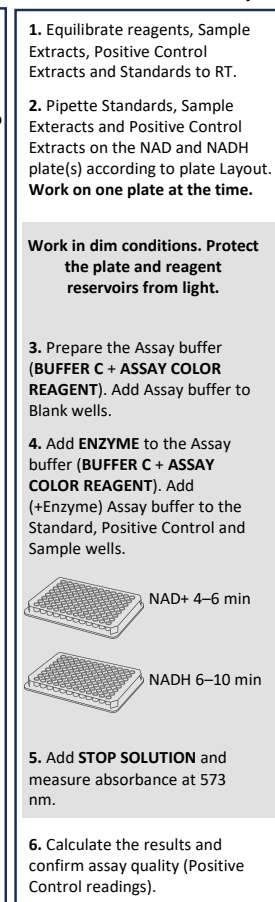 1. Equilibrate reagents, Sample
Extracts, Positive Control
Extracts and Standards to RT.
2. Pipette Standards, Sample
Exteracts and Positive Control
Extracts on the NAD and NADH
plate(s) according to plate Layout.
Work on one plate at the time.
Work in dim conditions. Protect
the plate and reagent
reservoirs from light.
3. Prepare the Assay buffer
(BUFFER C + ASSAY COLOR
REAGENT). Add Assay buffer to
Blank wells.
4. Add ENZYME to the Assay
buffer (BUFFER C + ASSAY
COLOR REAGENT). Add
(+Enzyme) Assay buffer to the
Standard, Positive Control and
Sample wells.
NAD+ 4–6 min
NADH 6–10 min
5. Add STOP SOLUTION and
measure absorbance at 573
nm.
6. Calculate the results and
confirm assay quality (Positive
Control readings).